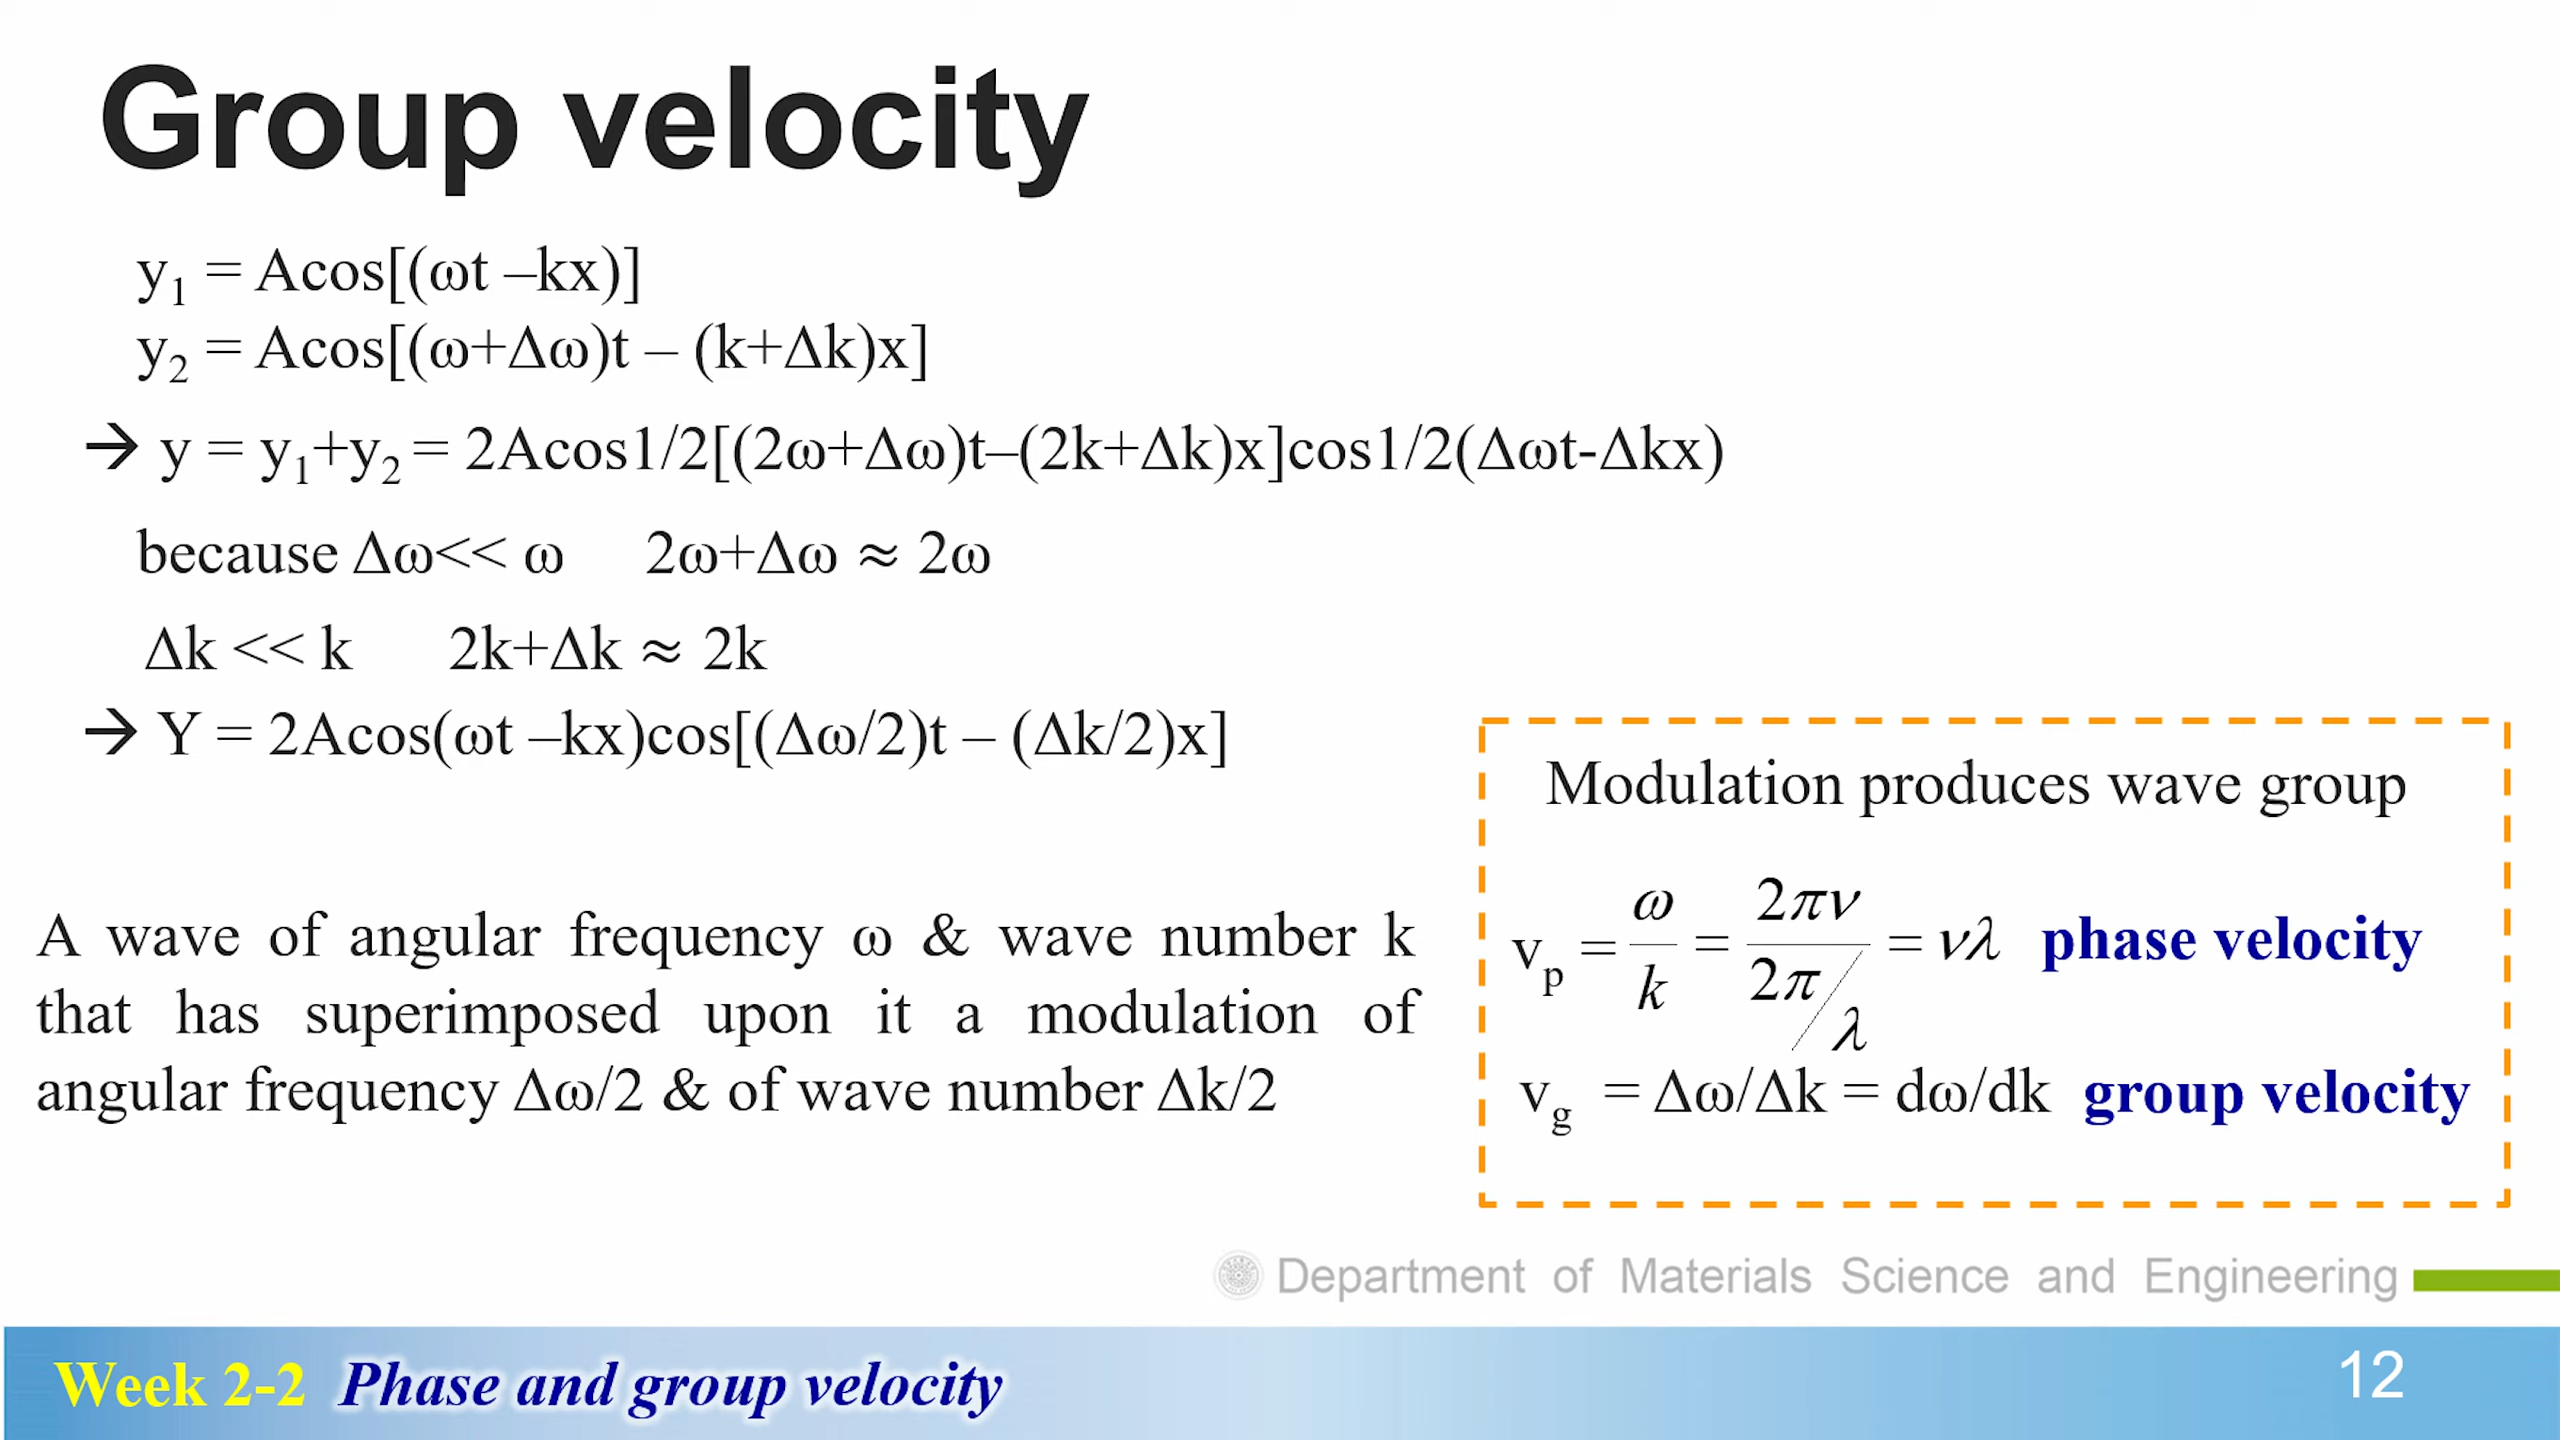 Group velocity
y₁ = Acos[(ωt –kx)]
y₂ = Acos[(ω+Δω)t – (k+Δk)x]
→ y = y₁+y₂ = 2Acos1/2[(2ω+Δω)t–(2k+Δk)x]cos1/2(Δωt-Δkx)
because Δω<< ω 2ω+Δω ≈ 2ω
Δk << k 2k+Δk ≈ 2k
→ Y = 2Acos(ωt –kx)cos[(Δω/2)t – (Δk/2)x]
A wave of angular frequency ω & wave number k
that has superimposed upon it a modulation of
angular frequency Δω/2 & of wave number Δk/2
Modulation produces wave group
vₚ = ω/k = 2πν/(2π/λ) = νλ phase velocity
v_g = Δω/Δk = dω/dk group velocity
Department of Materials Science and Engineering
Week 2-2 Phase and group velocity
12